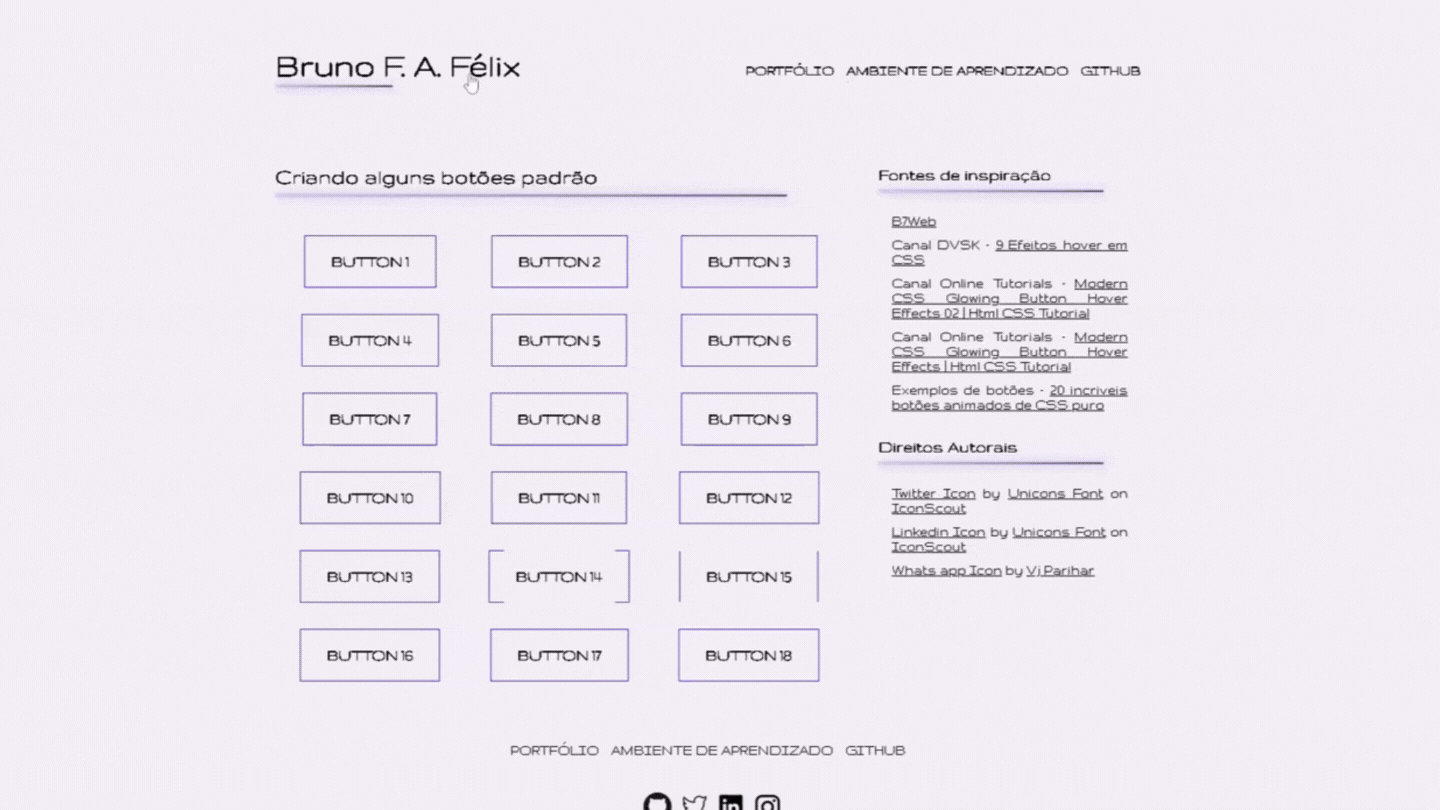 Bruno F. A. Félix
PORTFÓLIO AMBIENTE DE APRENDIZADO GITHUB
Criando alguns botões padrão
BUTTON 1 BUTTON 2 BUTTON 3
BUTTON 4 BUTTON 5 BUTTON 6
BUTTON 7 BUTTON 8 BUTTON 9
BUTTON 10 BUTTON 11 BUTTON 12
BUTTON 13 BUTTON 14 BUTTON 15
BUTTON 16 BUTTON 17 BUTTON 18
Fontes de inspiração
B7Web
Canal DVSK - 9 Efeitos hover em
CSS
Canal Online Tutorials - Modern
CSS Glowing Button Hover
Effects 02 | Html CSS Tutorial
Canal Online Tutorials - Modern
CSS Glowing Button Hover
Effects | Html CSS Tutorial
Exemplos de botões - 20 incriveis
botões animados de CSS puro
Direitos Autorais
Twitter Icon by Unicons Font on
IconScout
Linkedin Icon by Unicons Font on
IconScout
Whats app Icon by Vj Parihar
PORTFÓLIO AMBIENTE DE APRENDIZADO GITHUB
in